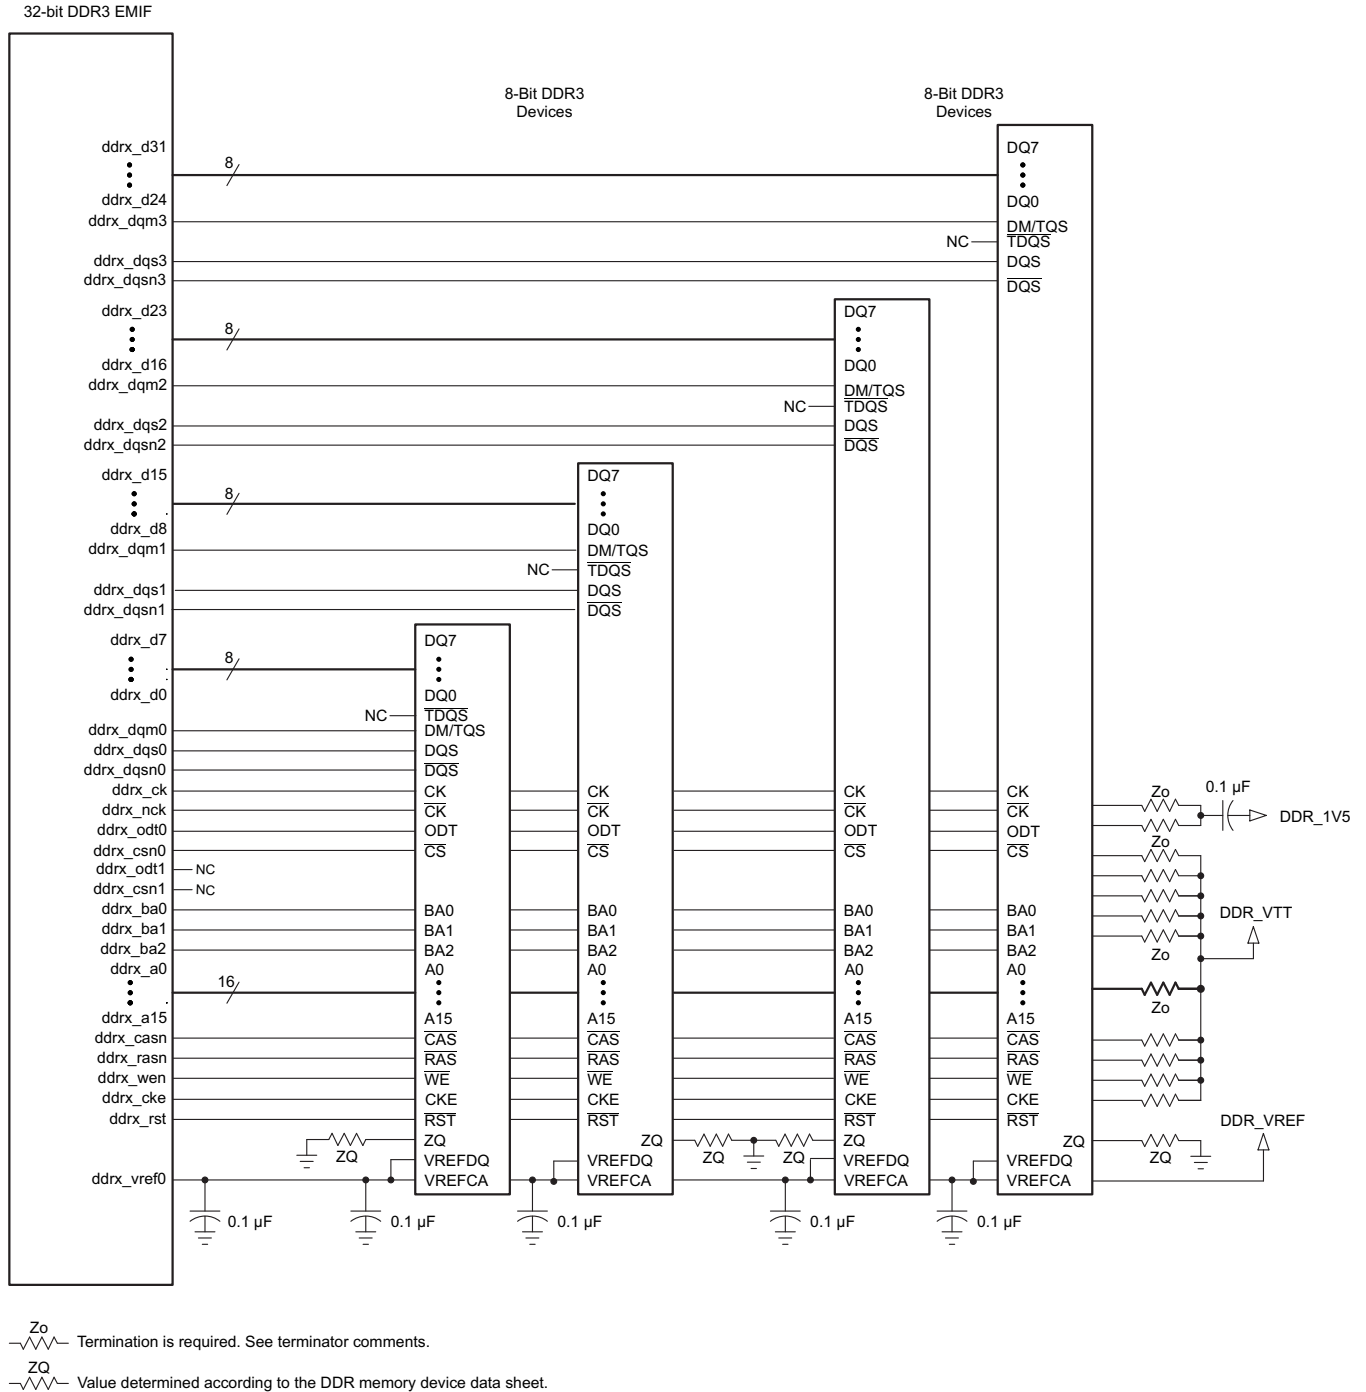 32-bit DDR3 EMIF
8-Bit DDR3
Devices
8-Bit DDR3
Devices
ddrx_d31
8
DQ7
ddrx_d24
DQ0
ddrx_dqm3
DM/TQS
NC
TDQS
ddrx_dqs3
DQS
ddrx_dqsn3
DQS
ddrx_d23
8
DQ7
ddrx_d16
DQ0
ddrx_dqm2
DM/TQS
NC
TDQS
ddrx_dqs2
DQS
ddrx_dqsn2
DQS
ddrx_d15
8
DQ7
ddrx_d8
DQ0
ddrx_dqm1
DM/TQS
NC
TDQS
ddrx_dqs1
DQS
ddrx_dqsn1
DQS
ddrx_d7
8
DQ7
ddrx_d0
DQ0
NC
TDQS
ddrx_dqm0
DM/TQS
ddrx_dqs0
DQS
ddrx_dqsn0
DQS
ddrx_ck
CK
CK
CK
CK
Zo
0.1 µF
ddrx_nck
CK
CK
CK
CK
DDR_1V5
ddrx_odt0
ODT
ODT
ODT
ODT
Zo
ddrx_csn0
CS
CS
CS
CS
ddrx_odt1
NC
ddrx_csn1
NC
ddrx_ba0
BA0
BA0
BA0
BA0
DDR_VTT
ddrx_ba1
BA1
BA1
BA1
BA1
ddrx_ba2
BA2
BA2
BA2
BA2
Zo
ddrx_a0
A0
A0
A0
A0
16
Zo
ddrx_a15
A15
A15
A15
A15
ddrx_casn
CAS
CAS
CAS
CAS
ddrx_rasn
RAS
RAS
RAS
RAS
ddrx_wen
WE
WE
WE
WE
ddrx_cke
CKE
CKE
CKE
CKE
ddrx_rst
RST
RST
RST
RST
DDR_VREF
ZQ
ZQ
ZQ
ZQ
ZQ
ZQ
ZQ
ZQ
VREFDQ
VREFDQ
VREFDQ
VREFDQ
ddrx_vref0
VREFCA
VREFCA
VREFCA
VREFCA
0.1 µF
0.1 µF
0.1 µF
0.1 µF
0.1 µF
Zo
Termination is required. See terminator comments.
ZQ
Value determined according to the DDR memory device data sheet.